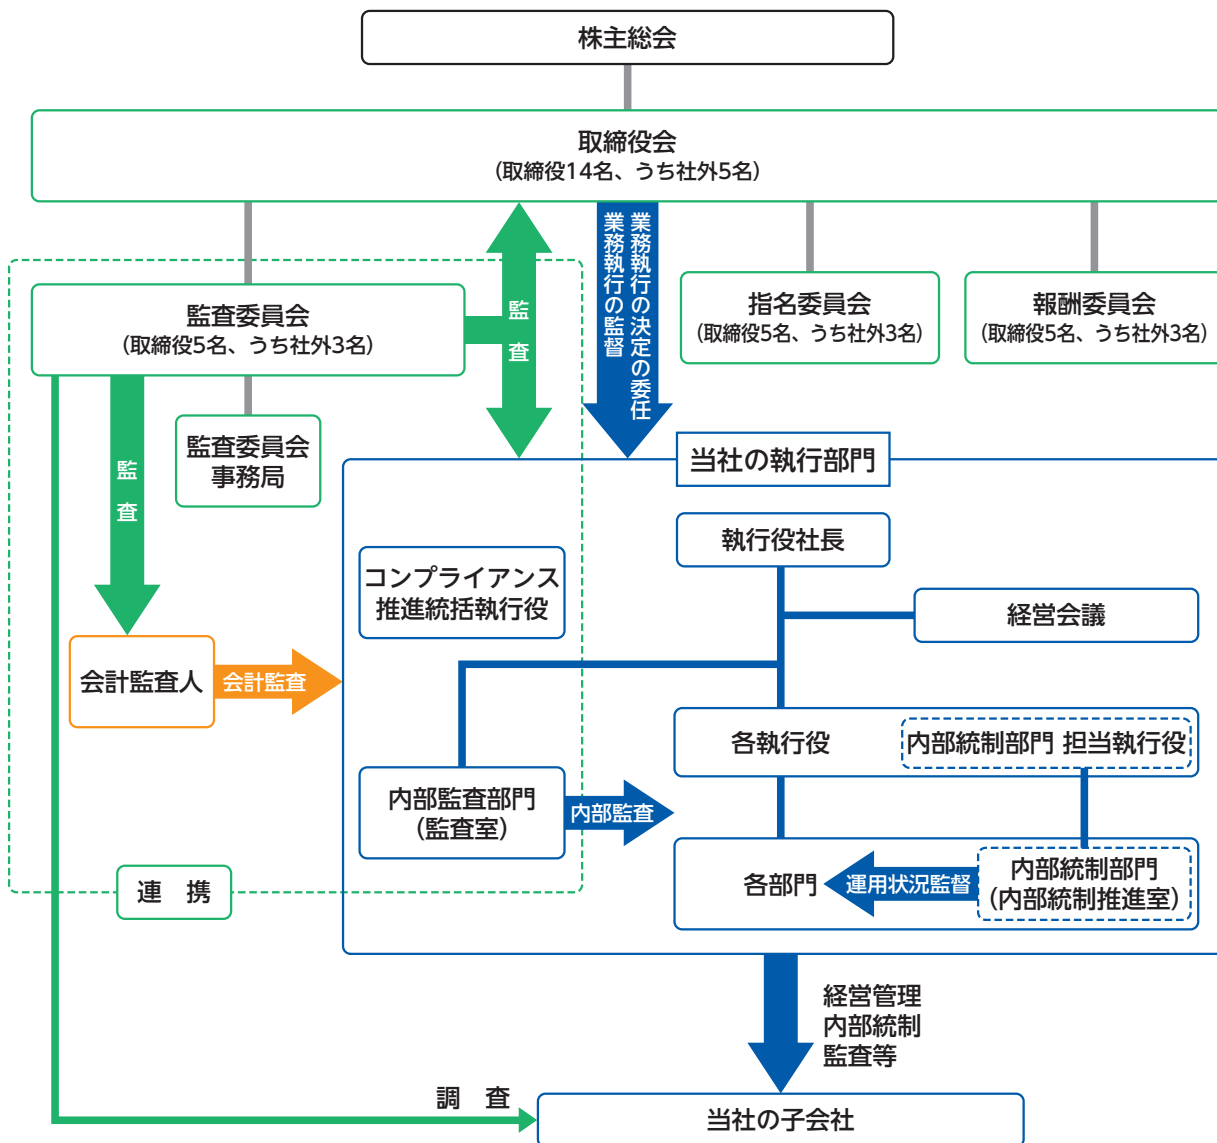 株主総会
取締役会
（取締役14名、うち社外5名）
監査
業務執行の決定の委任
業務執行の監督
監査委員会
（取締役5名、うち社外3名）
指名委員会
（取締役5名、うち社外3名）
報酬委員会
（取締役5名、うち社外3名）
監査
監査委員会
事務局
当社の執行部門
執行役社長
コンプライアンス
推進統括執行役
経営会議
会計監査人
会計監査
各執行役
内部統制部門 担当執行役
内部監査部門
（監査室）
内部監査
各部門
運用状況監督
内部統制部門
（内部統制推進室）
連　携
経営管理
内部統制
監査等
調　査
当社の子会社